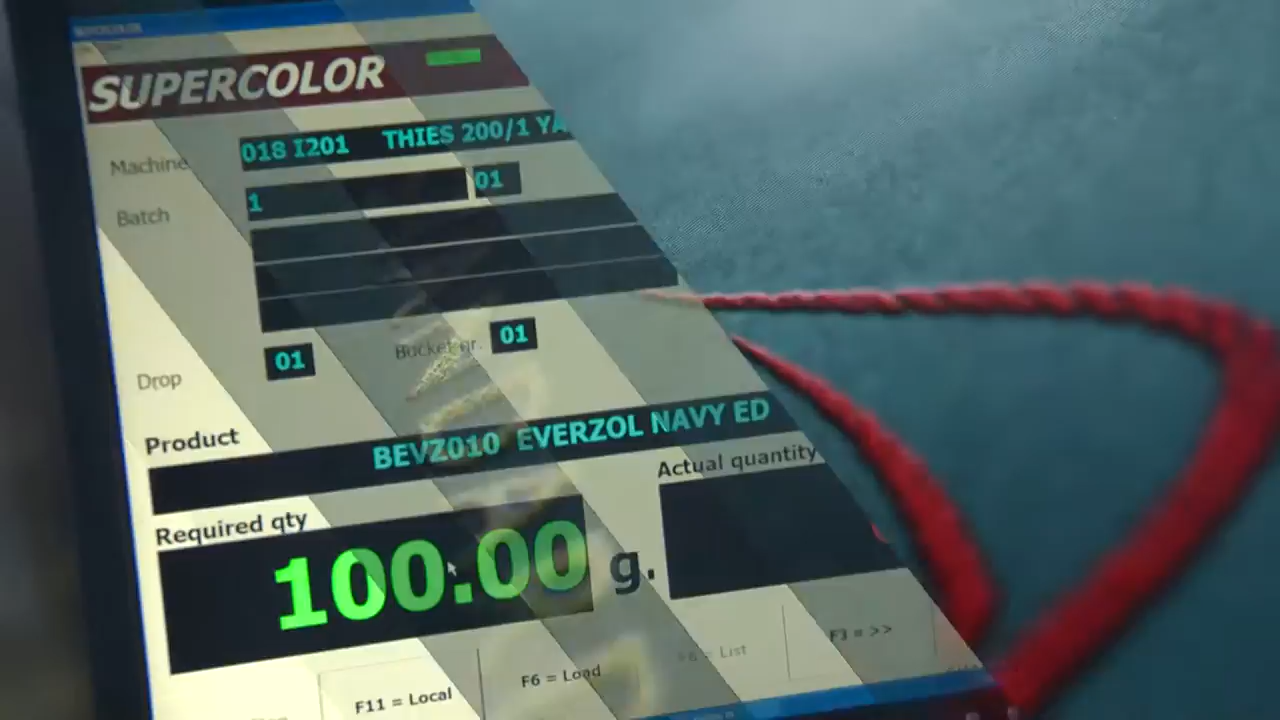 SUPERCOLOR
Machine 018 I201 THIES 200/1 YA
Batch 1 01
Drop 01 Bucket nr. 01
Product
BEVZ010 EVERZOL NAVY ED
Required qty Actual quantity
100.00 g.
F11 = Local F6 = Load F8 = List F3 = >>